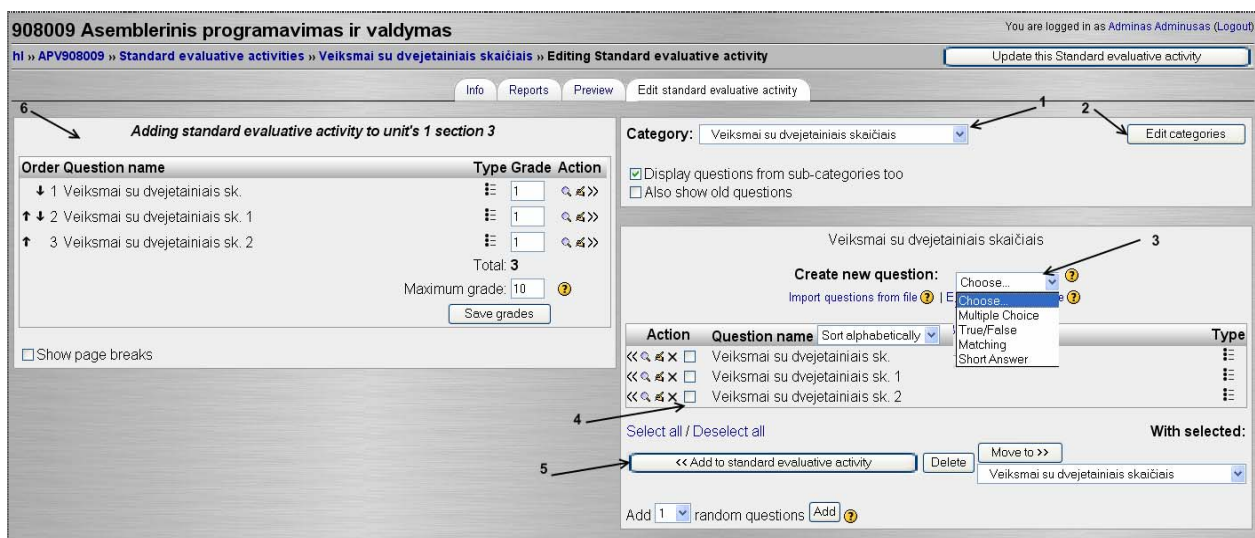 908009 Asemblerinis programavimas ir valdymas
You are logged in as Adminas Adminusas (Logout)
hl » APV908009 » Standard evaluative activities » Veiksmai su dvejetainiais skaičiais » Editing Standard evaluative activity
Update this Standard evaluative activity
Info Reports Preview Edit standard evaluative activity
6
Adding standard evaluative activity to unit's 1 section 3
Order Question name Type Grade Action
1 Veiksmai su dvejetainiais sk. 1
2 Veiksmai su dvejetainiais sk. 1 1
3 Veiksmai su dvejetainiais sk. 2 1
Total: 3
Maximum grade: 10
Save grades
Show page breaks
1
2
Category: Veiksmai su dvejetainiais skaičiais
Edit categories
Display questions from sub-categories too
Also show old questions
Veiksmai su dvejetainiais skaičiais
3
Create new question: Choose...
Import questions from file | E
Choose...
Multiple Choice
True/False
Matching
Short Answer
Action Question name Sort alphabetically Type
Veiksmai su dvejetainiais sk.
Veiksmai su dvejetainiais sk. 1
Veiksmai su dvejetainiais sk. 2
4
Select all / Deselect all
With selected:
5
<< Add to standard evaluative activity
Delete
Move to >>
Veiksmai su dvejetainiais skaičiais
Add 1 random questions Add